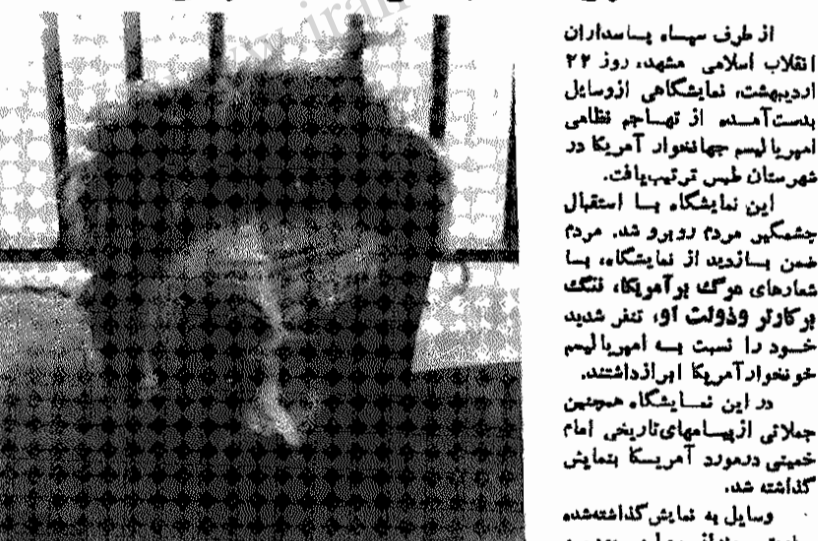 www.iran
از طرف سپاه پاسداران
انقلاب اسلامی مشهد، روز ۲۲
اردیبهشت، نمایشگاهی ازوسایل
بدست‌آمده از تهاجم نظامی
امپریالیسم جهانخوار آمریکا در
شهرستان طبس ترتیب‌یافت.
این نمایشگاه با استقبال
چشمگیر مردم روبرو شد. مردم
ضمن بازدید از نمایشگاه، با
شعارهای مرگ برآمریکا، ننگ
برکارتر ودولت او، تنفر شدید
خود را نسبت به امپریالیسم
خونخوارآمریکا ابرازداشتند.
در این نمایشگاه همچنین
جملاتی ازپیامهای‌تاریخی امام
خمینی درمورد آمریکا بنمایش
گذاشته شد.
وسایل به نمایش‌گذاشته‌شده